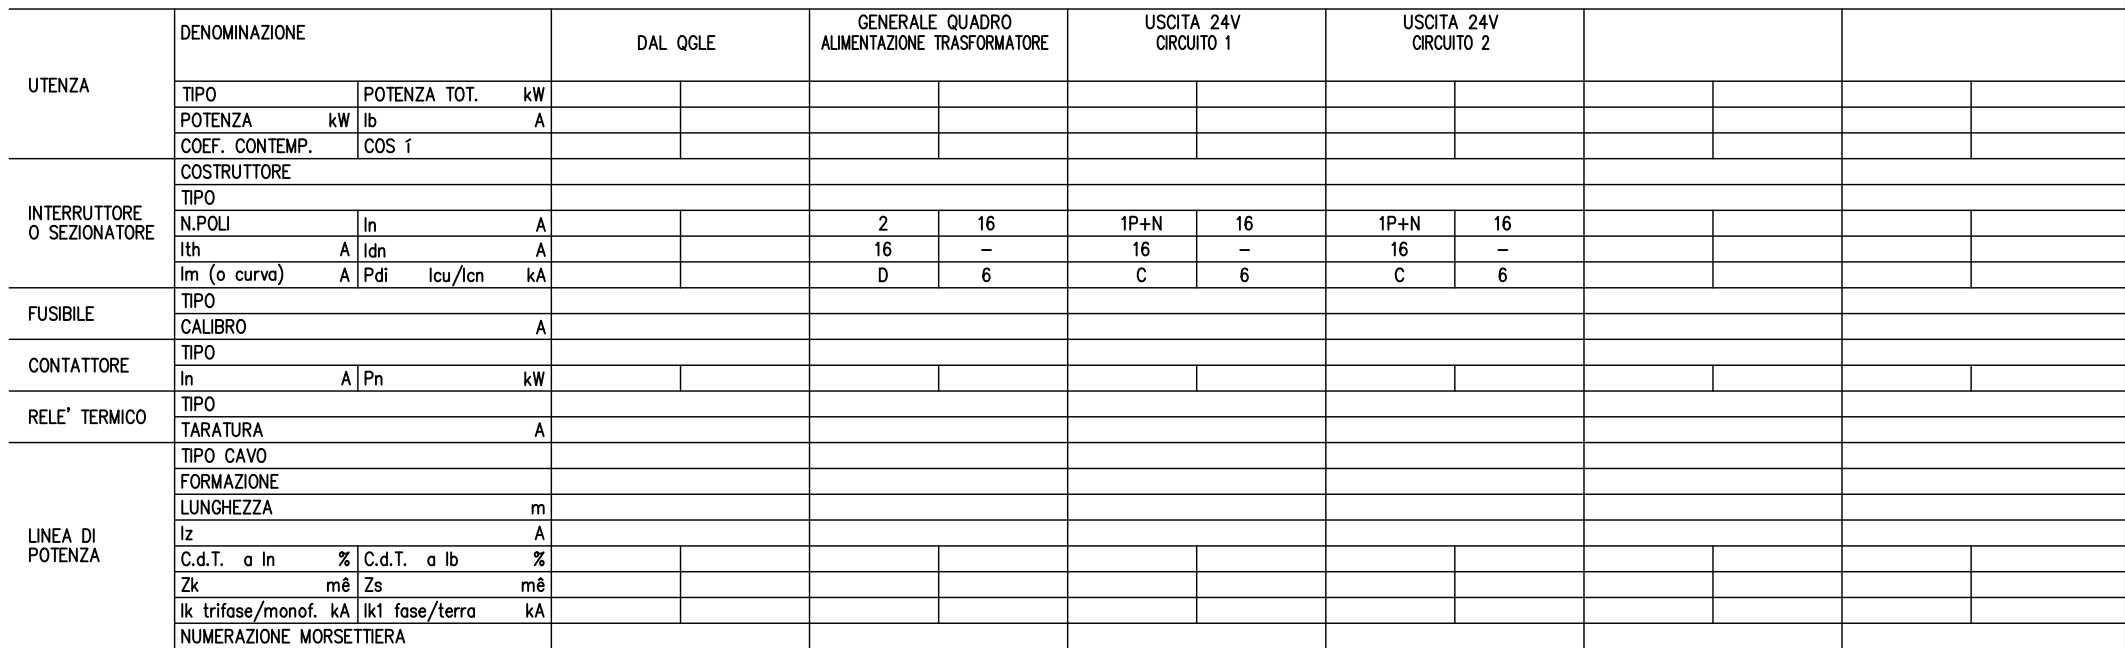 DENOMINAZIONE
DAL QGLE
GENERALE QUADRO
ALIMENTAZIONE TRASFORMATORE
USCITA 24V
CIRCUITO 1
USCITA 24V
CIRCUITO 2
UTENZA
TIPO POTENZA TOT. kW
POTENZA kW Ib A
COEF. CONTEMP. COS í
INTERRUTTORE
O SEZIONATORE
COSTRUTTORE
TIPO
N.POLI In A 2 16 1P+N 16 1P+N 16
Ith A Idn A 16 – 16 – 16 –
Im (o curva) A Pdi Icu/Icn kA D 6 C 6 C 6
FUSIBILE
TIPO
CALIBRO A
CONTATTORE
TIPO
In A Pn kW
RELE' TERMICO
TIPO
TARATURA A
LINEA DI
POTENZA
TIPO CAVO
FORMAZIONE
LUNGHEZZA m
Iz A
C.d.T. a In % C.d.T. a Ib %
Zk mê Zs mê
Ik trifase/monof. kA Ik1 fase/terra kA
NUMERAZIONE MORSETTIERA